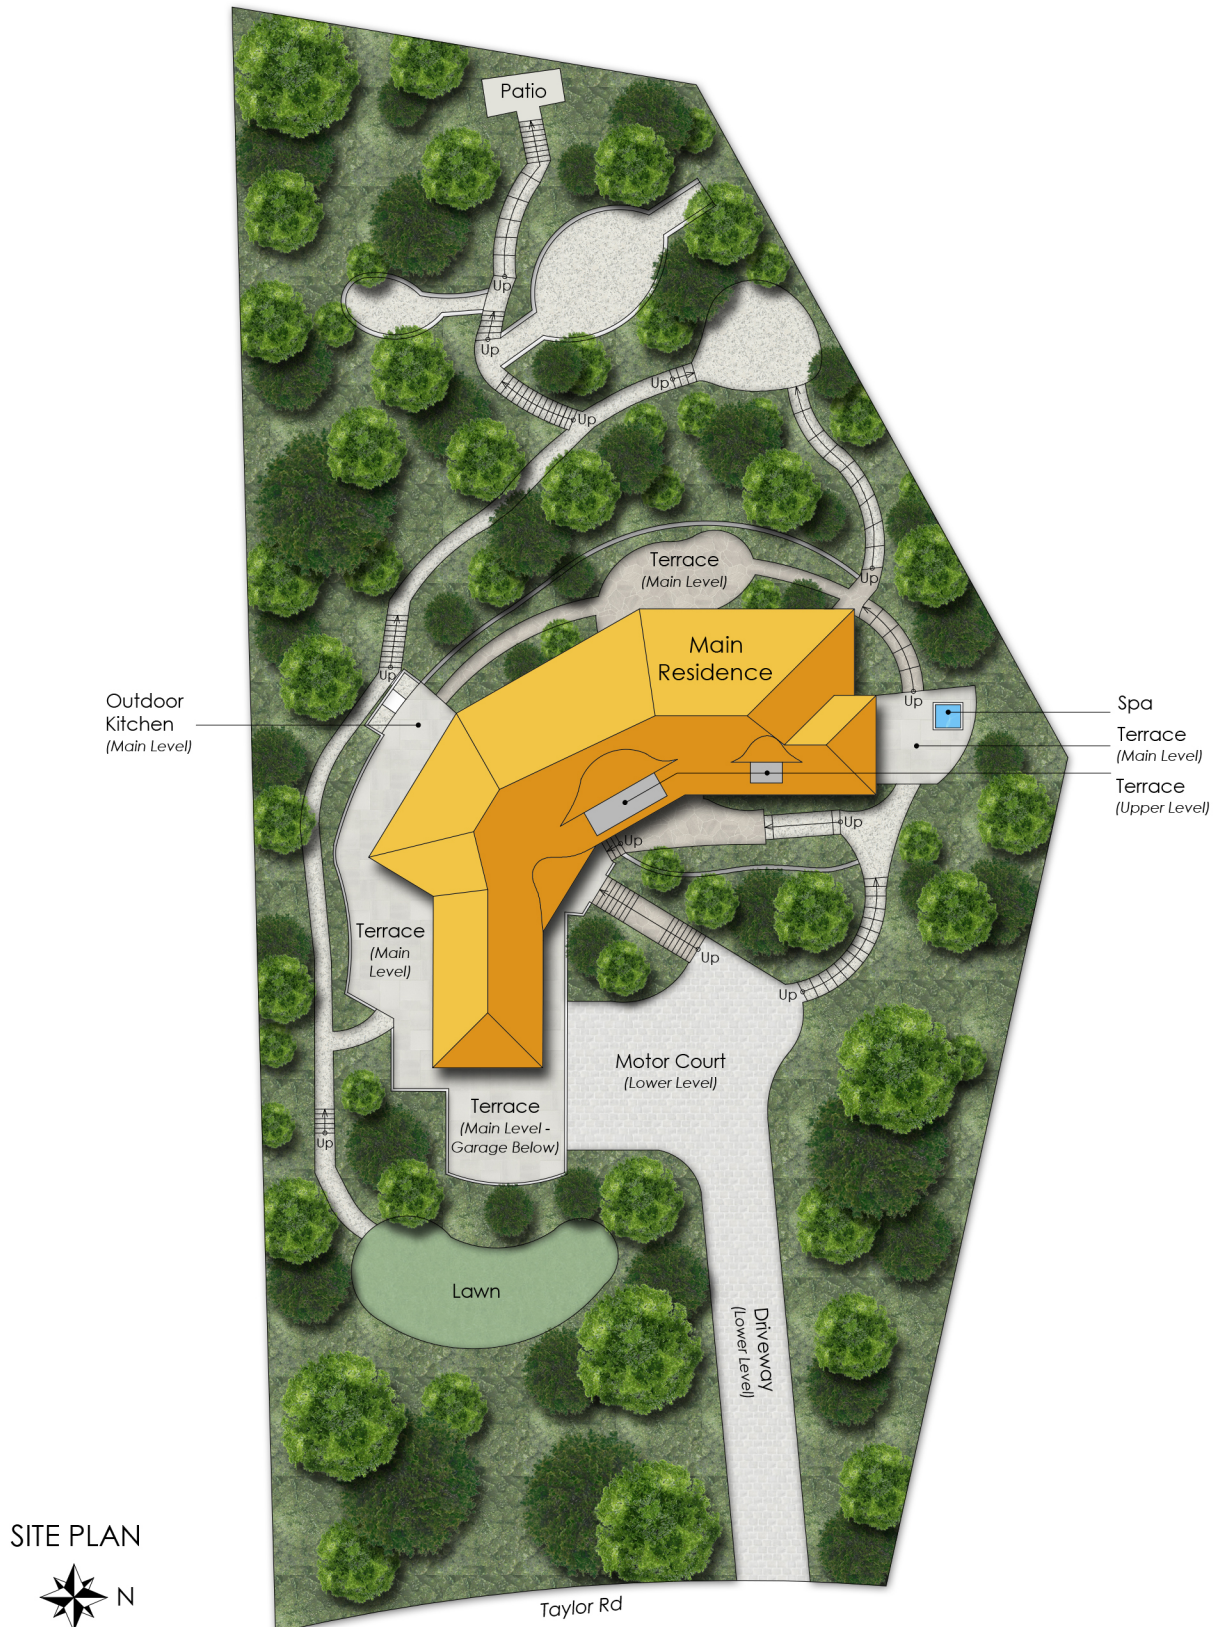 Patio
Up
Up
Up
Up
Terrace
(Main Level)
Up
Main
Residence
Up
Up
Outdoor
Kitchen
(Main Level)
Spa
Terrace
(Main Level)
Terrace
(Upper Level)
Up
Up
Terrace
(Main
Level)
Up
Up
Motor Court
(Lower Level)
Terrace
(Main Level -
Garage Below)
Up
Lawn
Driveway
(Lower Level)
SITE PLAN
N
Taylor Rd